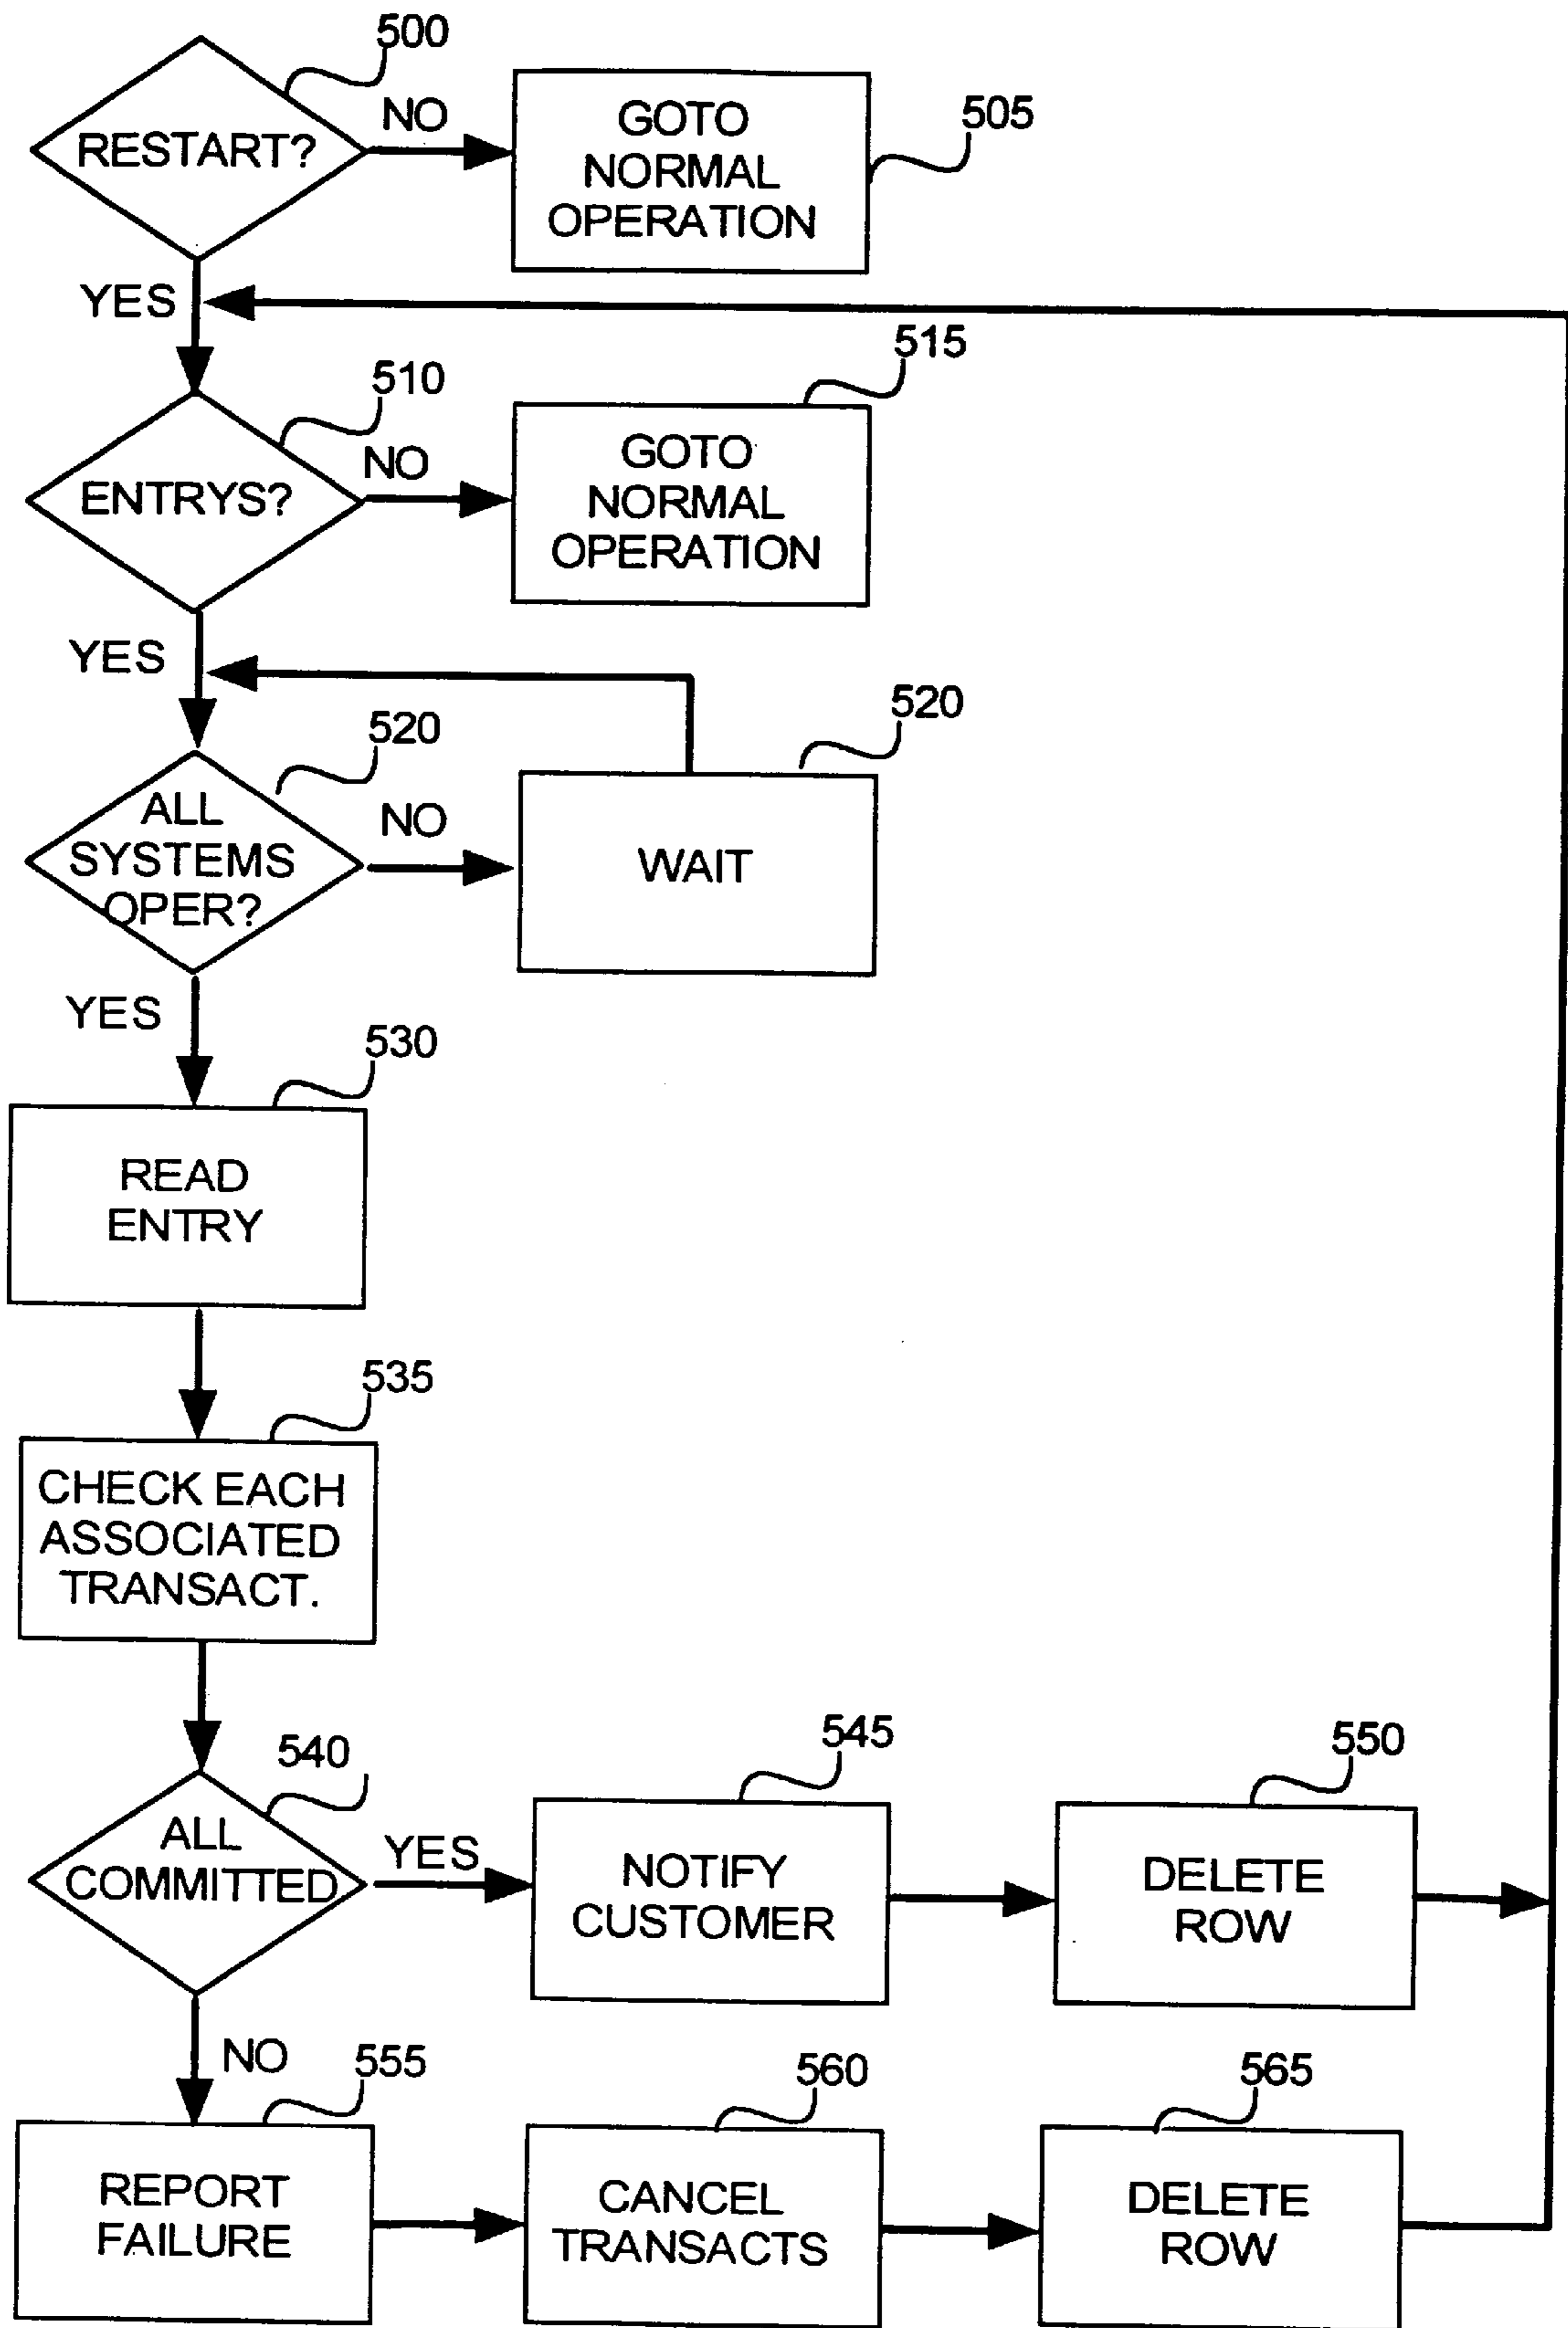 500
RESTART?
NO
GOTO
NORMAL
OPERATION
505
YES
510
ENTRYS?
NO
515
GOTO
NORMAL
OPERATION
YES
520
ALL
SYSTEMS
OPER?
NO
520
WAIT
YES
530
READ
ENTRY
535
CHECK EACH
ASSOCIATED
TRANSACT.
540
ALL
COMMITTED
YES
545
NOTIFY
CUSTOMER
550
DELETE
ROW
NO
555
REPORT
FAILURE
560
CANCEL
TRANSACTS
565
DELETE
ROW